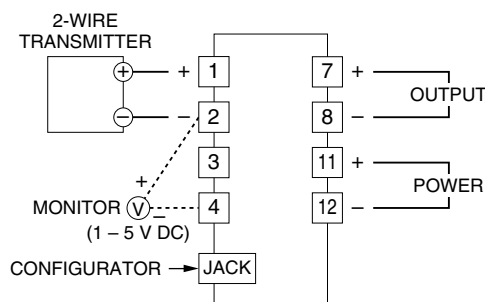 2-WIRE
TRANSMITTER
+ + 1
− − 2
3
+
MONITOR V − 4
(1 – 5 V DC)
CONFIGURATOR JACK
7 +
OUTPUT
8 −
11 +
POWER
12 −